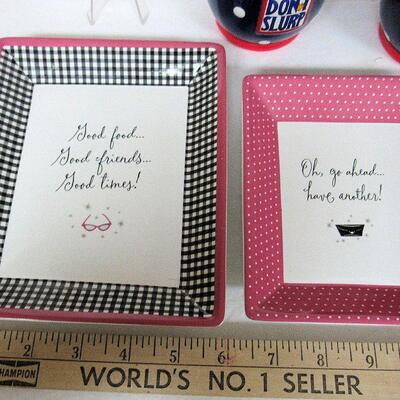 DON'T
SLURP
Good food...
Good friends...
Good times!
Oh, go ahead...
have another!
2 3 4 5 6 7 8 9
CHAMPION
WORLD'S NO. 1 SELLER